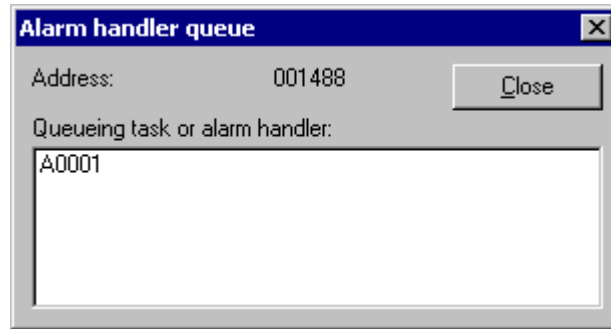 Alarm handler queue
Address: 001488
Close
Queueing task or alarm handler:
A0001